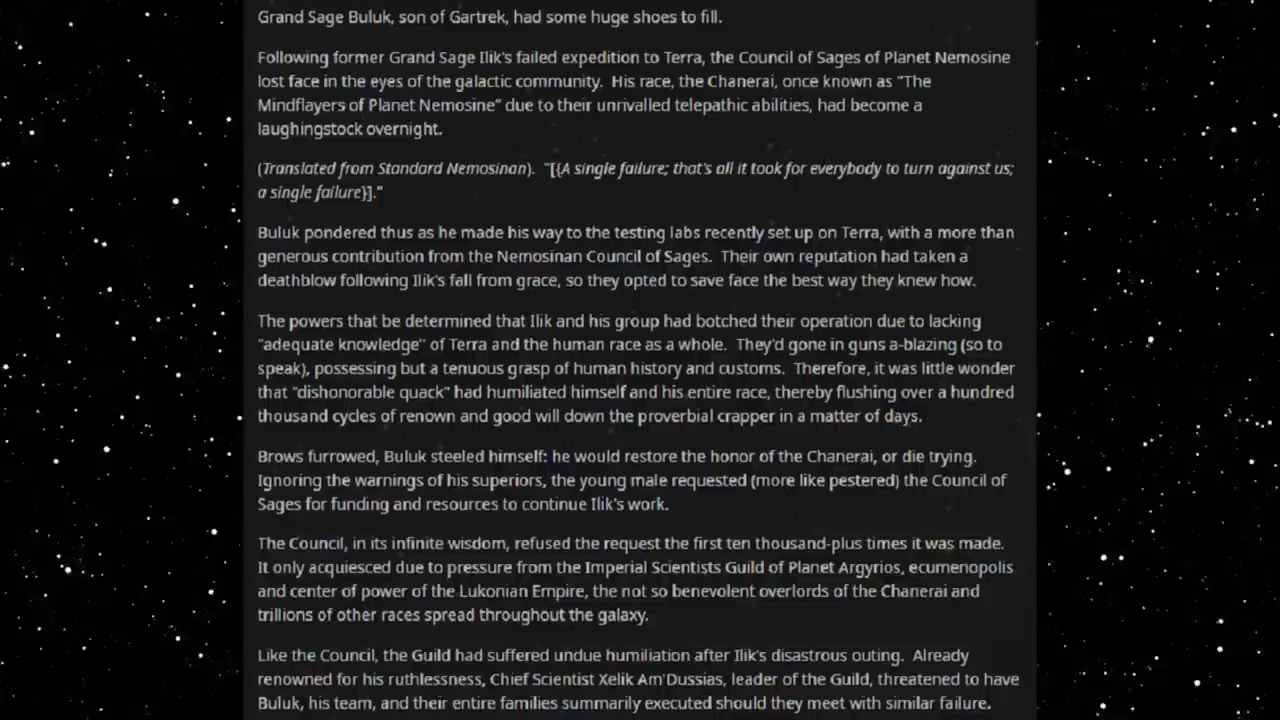 Grand Sage Buluk, son of Gartrek, had some huge shoes to fill.
Following former Grand Sage Ilik's failed expedition to Terra, the Council of Sages of Planet Nemosine
lost face in the eyes of the galactic community.  His race, the Chanerai, once known as "The
Mindflayers of Planet Nemosine" due to their unrivalled telepathic abilities, had become a
laughingstock overnight.
(Translated from Standard Nemosinan).  "[{A single failure; that's all it took for everybody to turn against us;
a single failure}]."
Buluk pondered thus as he made his way to the testing labs recently set up on Terra, with a more than
generous contribution from the Nemosinan Council of Sages.  Their own reputation had taken a
deathblow following Ilik's fall from grace, so they opted to save face the best way they knew how.
The powers that be determined that Ilik and his group had botched their operation due to lacking
"adequate knowledge" of Terra and the human race as a whole.  They'd gone in guns a-blazing (so to
speak), possessing but a tenuous grasp of human history and customs.  Therefore, it was little wonder
that "dishonorable quack" had humiliated himself and his entire race, thereby flushing over a hundred
thousand cycles of renown and good will down the proverbial crapper in a matter of days.
Brows furrowed, Buluk steeled himself: he would restore the honor of the Chanerai, or die trying.
Ignoring the warnings of his superiors, the young male requested (more like pestered) the Council of
Sages for funding and resources to continue Ilik's work.
The Council, in its infinite wisdom, refused the request the first ten thousand-plus times it was made.
It only acquiesced due to pressure from the Imperial Scientists Guild of Planet Argyrios, ecumenopolis
and center of power of the Lukonian Empire, the not so benevolent overlords of the Chanerai and
trillions of other races spread throughout the galaxy.
Like the Council, the Guild had suffered undue humiliation after Ilik's disastrous outing.  Already
renowned for his ruthlessness, Chief Scientist Xelik Am'Dussias, leader of the Guild, threatened to have
Buluk, his team, and their entire families summarily executed should they meet with similar failure.